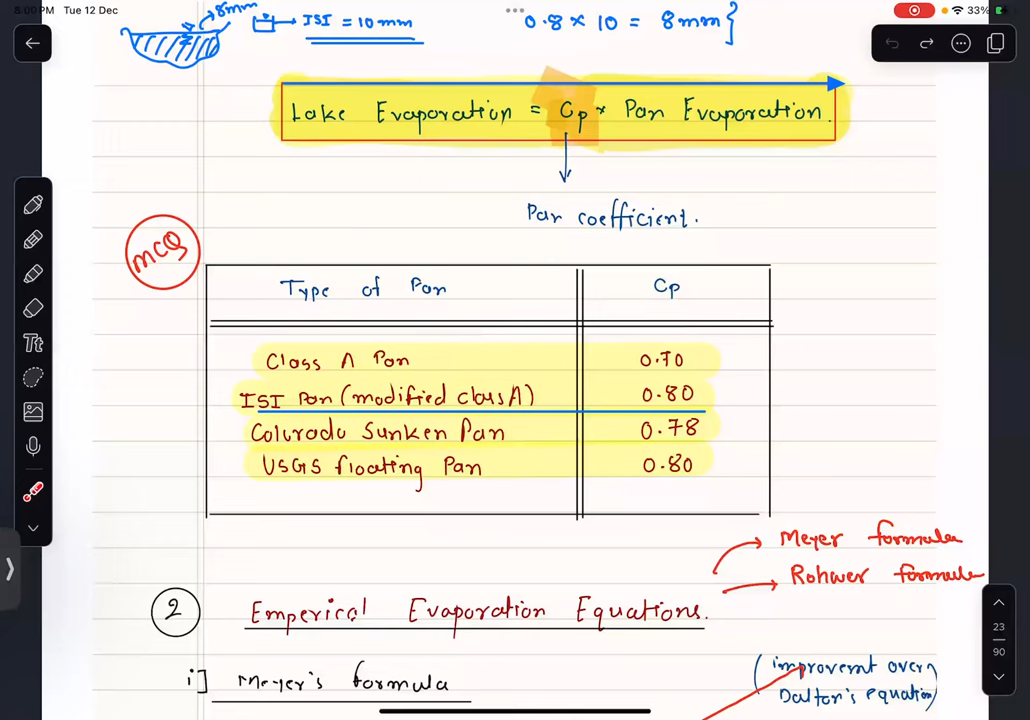 8:00 PM Tue 12 Dec
33%
8mm
ISI = 10mm
0.8 × 10 = 8mm}
Lake Evaporation = Cp * Pan Evaporation.
Pan coefficient.
MCQ
Type of Pan Cp
Class A Pan 0.70
ISI Pan (modified class A) 0.80
Colorado Sunken Pan 0.78
USGS floating Pan 0.80
Meyer formula
Rohwer formula
2 Emperical Evaporation Equations.
i] Meyer's formula
(improvemt over
Dalton's equation)
Tt
23
90